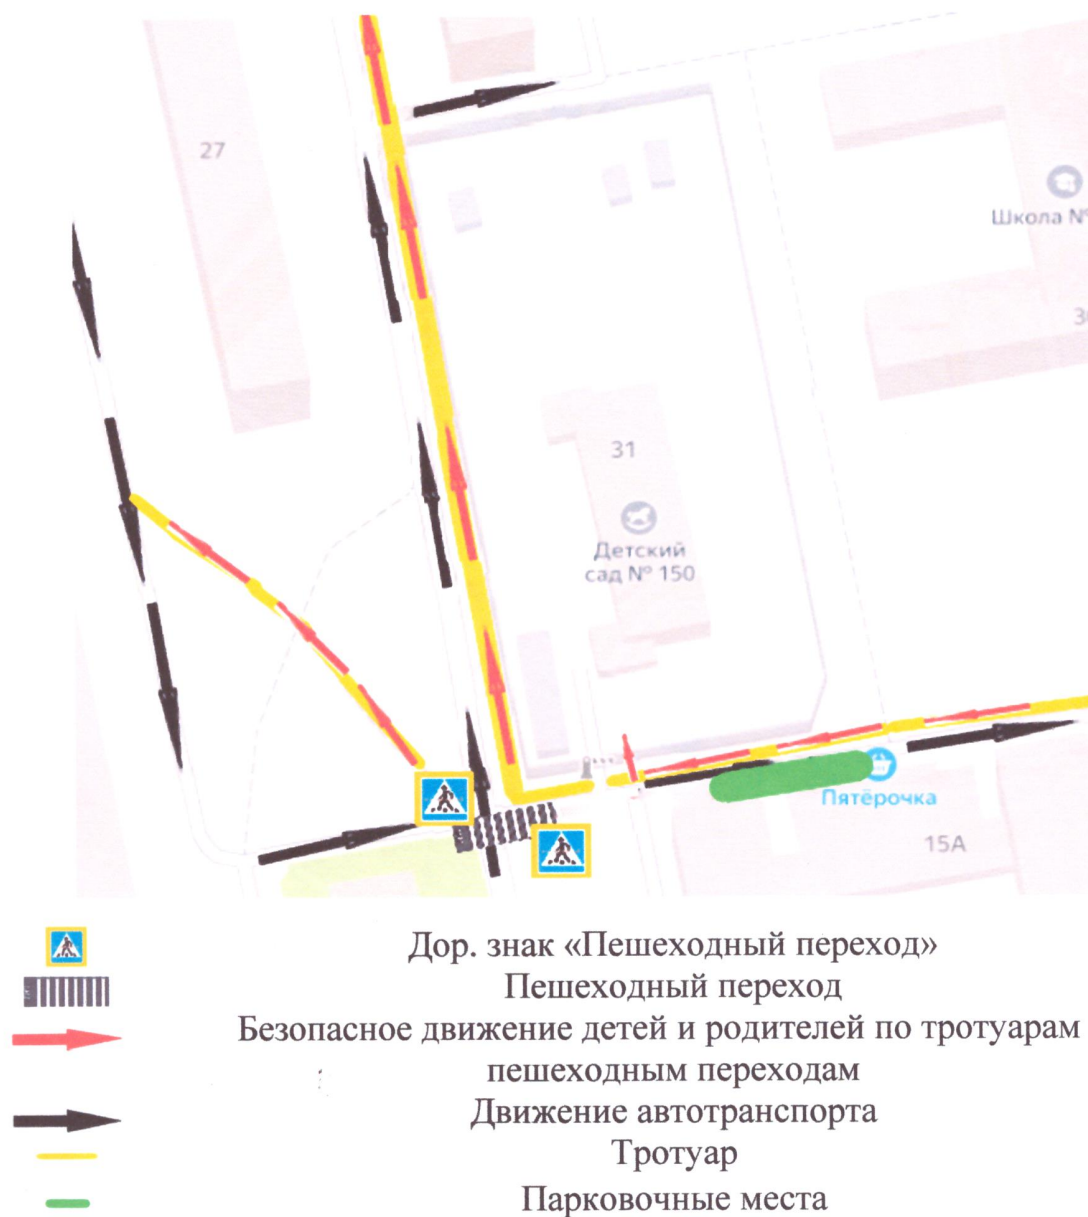 27
Школа №
31
Детский
сад № 150
Пятёрочка
15А
Дор. знак «Пешеходный переход»
Пешеходный переход
Безопасное движение детей и родителей по тротуарам
пешеходным переходам
Движение автотранспорта
Тротуар
Парковочные места